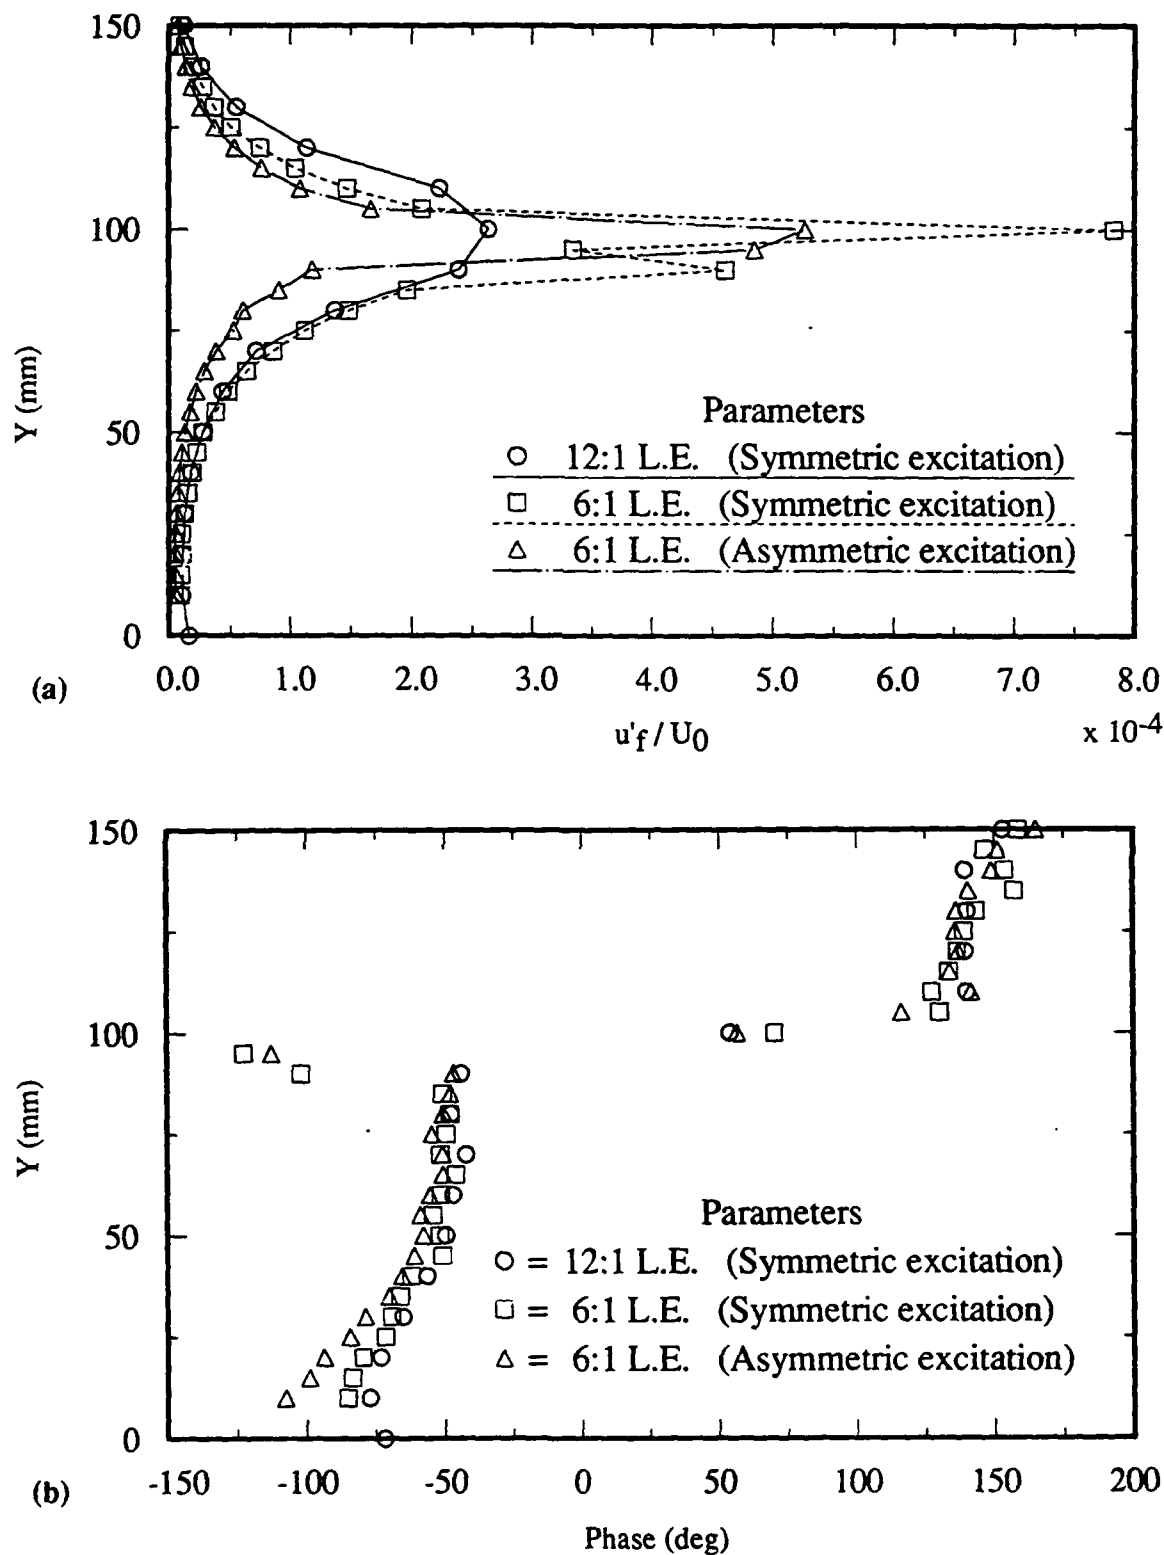 150
100
50
0
Y (mm)
Parameters
12:1 L.E. (Symmetric excitation)
6:1 L.E. (Symmetric excitation)
6:1 L.E. (Asymmetric excitation)
(a)
0.0 1.0 2.0 3.0 4.0 5.0 6.0 7.0 8.0
u'f / U0
x 10-4
150
100
50
0
Y (mm)
Parameters
= 12:1 L.E. (Symmetric excitation)
= 6:1 L.E. (Symmetric excitation)
= 6:1 L.E. (Asymmetric excitation)
(b)
-150 -100 -50 0 50 100 150 200
Phase (deg)